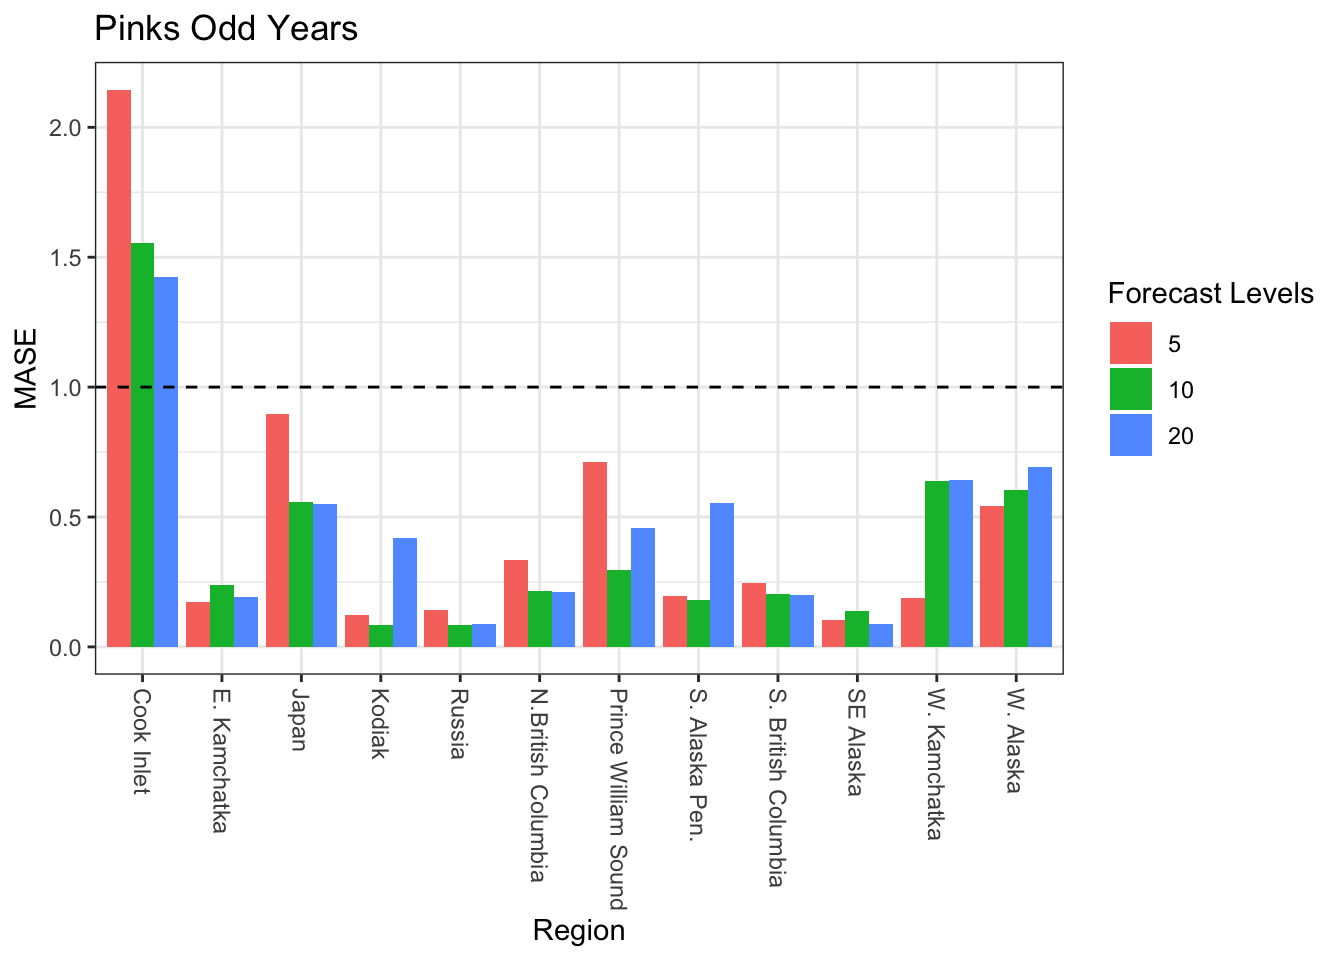 Pinks Odd Years
MASE
2.0
1.5
1.0
0.5
0.0
Cook Inlet
E. Kamchatka
Japan
Kodiak
Russia
N.British Columbia
Prince William Sound
S. Alaska Pen.
S. British Columbia
SE Alaska
W. Kamchatka
W. Alaska
Region
Forecast Levels
5
10
20